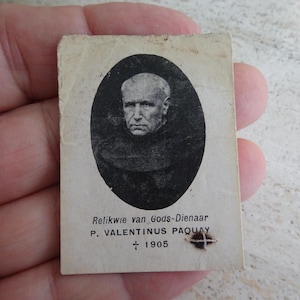 Relikwie van Gods-Dienaar
P. VALENTINUS PAQUAY
† 1905